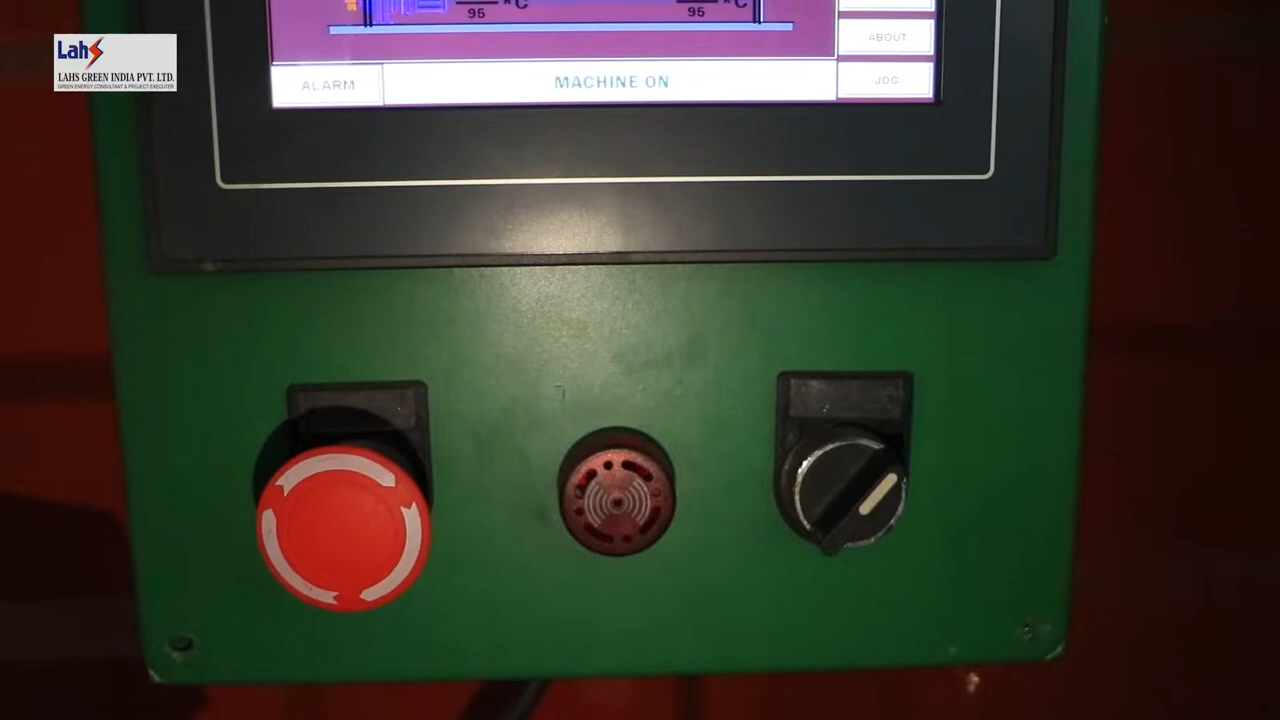 Lahs
LAHS GREEN INDIA PVT. LTD.
GREEN ENERGY CONSULTANT & PROJECT EXECUTER
95 °C
95 °C
ABOUT
ALARM
MACHINE ON
JOG